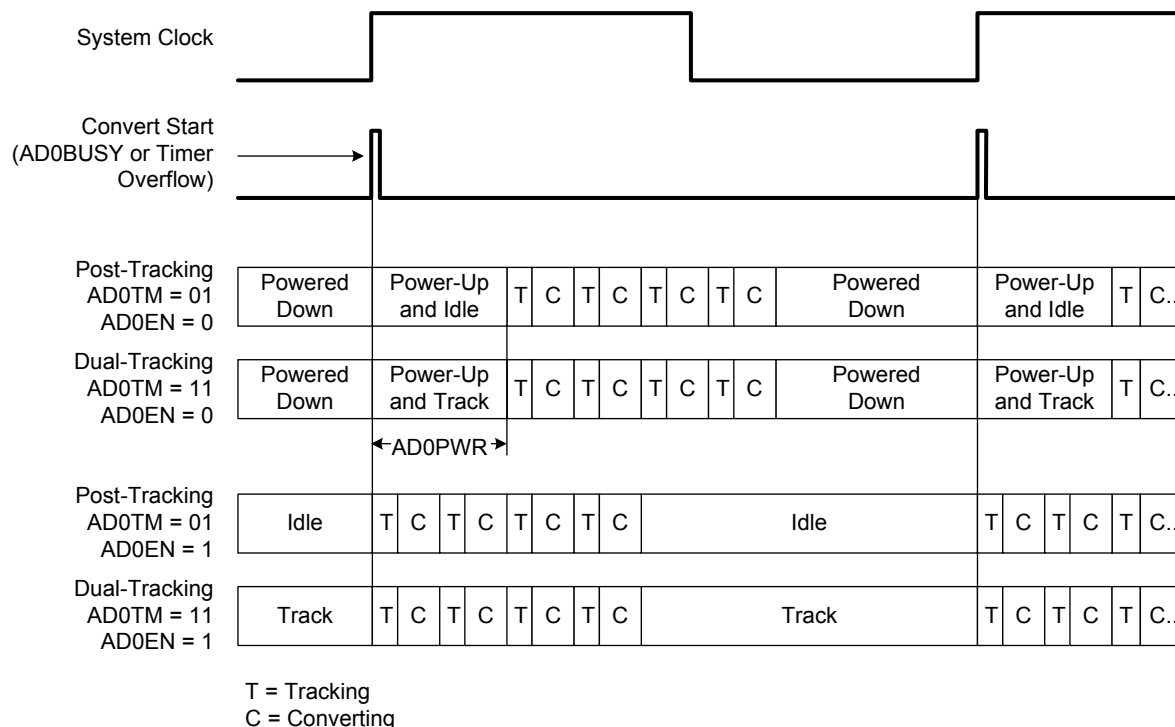 System Clock
Convert Start
(AD0BUSY or Timer
Overflow)
Post-Tracking
AD0TM = 01
AD0EN = 0
Powered
Down
Power-Up
and Idle
T C T C T C T C
Powered
Down
Power-Up
and Idle
T C..
Dual-Tracking
AD0TM = 11
AD0EN = 0
Powered
Down
Power-Up
and Track
T C T C T C T C
Powered
Down
Power-Up
and Track
T C..
AD0PWR
Post-Tracking
AD0TM = 01
AD0EN = 1
Idle
T C T C T C T C
Idle
T C T C T C..
Dual-Tracking
AD0TM = 11
AD0EN = 1
Track
T C T C T C T C
Track
T C T C T C..
T = Tracking
C = Converting